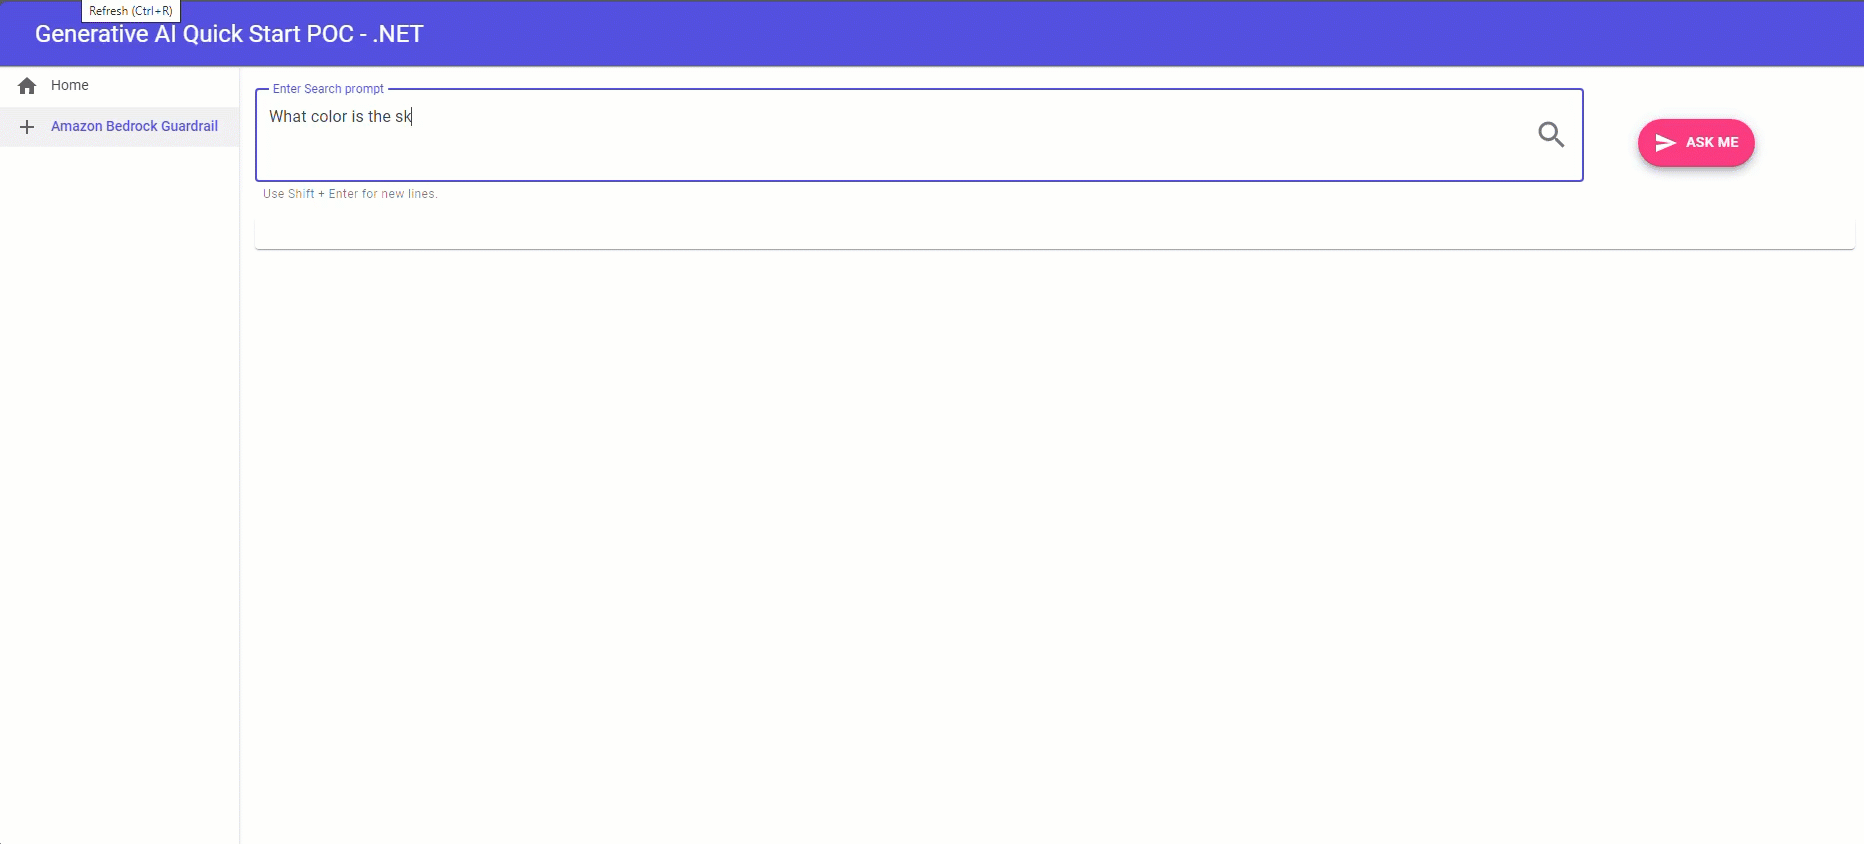 Refresh (Ctrl+R)
Generative AI Quick Start POC - .NET
Home
Amazon Bedrock Guardrail
Enter Search prompt
What color is the sk
ASK ME
Use Shift + Enter for new lines.